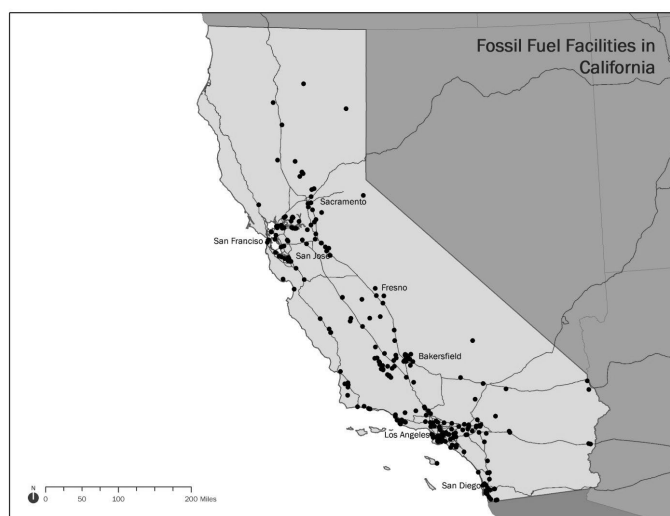 Fossil Fuel Facilities in
California
Sacramento
San Franciso
San Jose
Fresno
Bakersfield
Los Angeles
San Diego
N
0 50 100 200 Miles